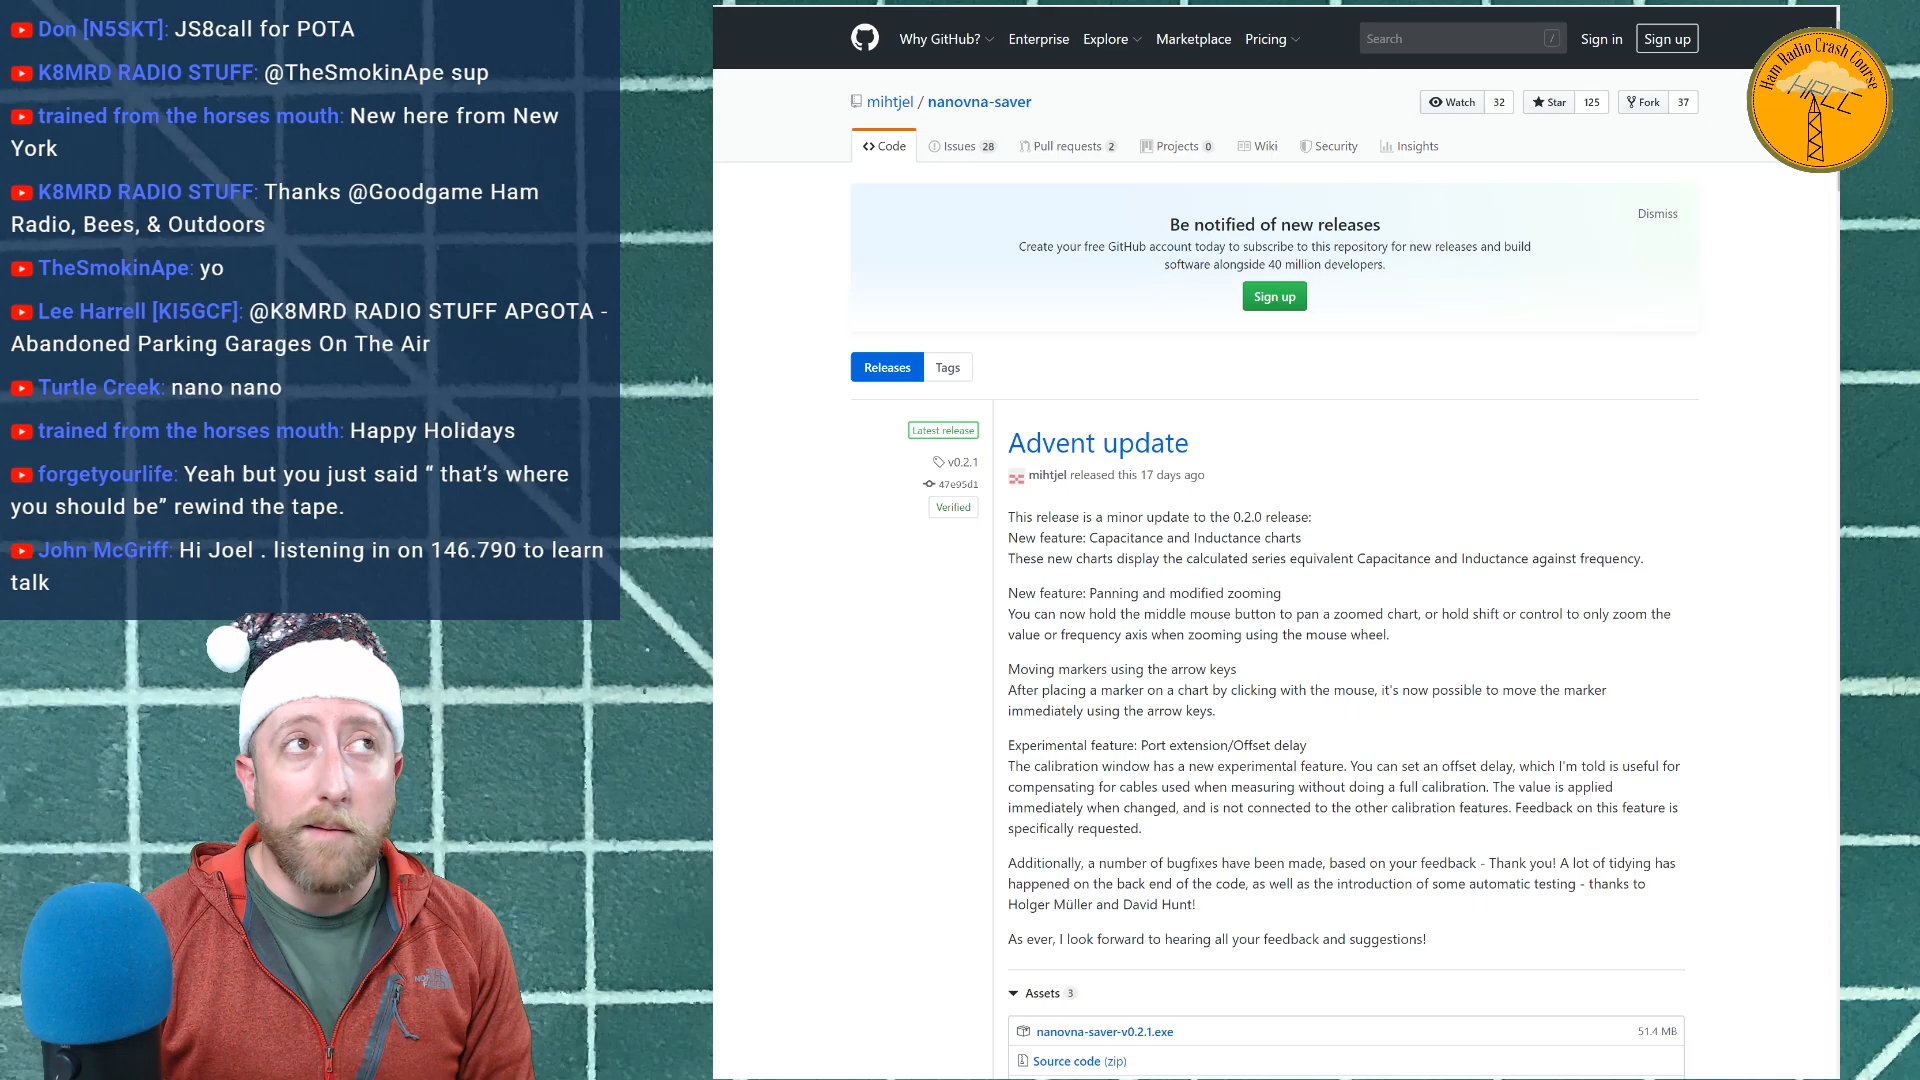 Don [N5SKT]: JS8call for POTA
K8MRD RADIO STUFF: @TheSmokinApe sup
trained from the horses mouth: New here from New
York
K8MRD RADIO STUFF: Thanks @Goodgame Ham
Radio, Bees, & Outdoors
TheSmokinApe: yo
Lee Harrell [KI5GCF]: @K8MRD RADIO STUFF APGOTA -
Abandoned Parking Garages On The Air
Turtle Creek: nano nano
trained from the horses mouth: Happy Holidays
forgetyourlife: Yeah but you just said “ that’s where
you should be” rewind the tape.
John McGriff: Hi Joel . listening in on 146.790 to learn
talk
THE
NORTH
FACE
Why GitHub? Enterprise Explore Marketplace Pricing Search / Sign in Sign up
Ham Radio Crash Course
HRCC
mihtjel / nanovna-saver
Watch 32 Star 125 Fork 37
Code Issues 28 Pull requests 2 Projects 0 Wiki Security Insights
Be notified of new releases
Dismiss
Create your free GitHub account today to subscribe to this repository for new releases and build
software alongside 40 million developers.
Sign up
Releases Tags
Latest release
v0.2.1
47e95d1
Verified
Advent update
mihtjel released this 17 days ago
This release is a minor update to the 0.2.0 release:
New feature: Capacitance and Inductance charts
These new charts display the calculated series equivalent Capacitance and Inductance against frequency.
New feature: Panning and modified zooming
You can now hold the middle mouse button to pan a zoomed chart, or hold shift or control to only zoom the
value or frequency axis when zooming using the mouse wheel.
Moving markers using the arrow keys
After placing a marker on a chart by clicking with the mouse, it's now possible to move the marker
immediately using the arrow keys.
Experimental feature: Port extension/Offset delay
The calibration window has a new experimental feature. You can set an offset delay, which I'm told is useful for
compensating for cables used when measuring without doing a full calibration. The value is applied
immediately when changed, and is not connected to the other calibration features. Feedback on this feature is
specifically requested.
Additionally, a number of bugfixes have been made, based on your feedback - Thank you! A lot of tidying has
happened on the back end of the code, as well as the introduction of some automatic testing - thanks to
Holger Müller and David Hunt!
As ever, I look forward to hearing all your feedback and suggestions!
Assets 3
nanovna-saver-v0.2.1.exe 51.4 MB
Source code (zip)